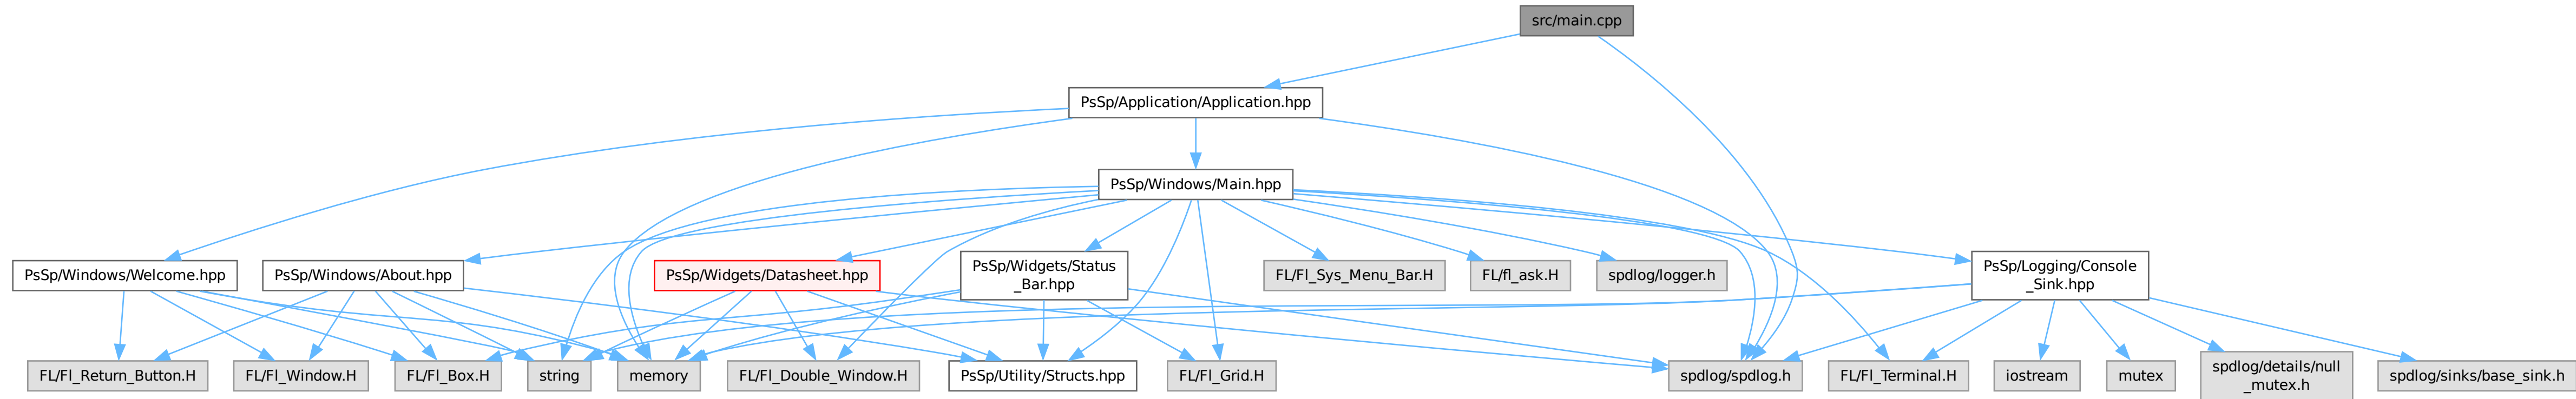 src/main.cpp
PsSp/Application/Application.hpp
PsSp/Windows/Main.hpp
PsSp/Windows/Welcome.hpp
PsSp/Windows/About.hpp
PsSp/Widgets/Datasheet.hpp
PsSp/Widgets/Status
_Bar.hpp
FL/Fl_Sys_Menu_Bar.H
FL/fl_ask.H
spdlog/logger.h
PsSp/Logging/Console
_Sink.hpp
FL/Fl_Return_Button.H
FL/Fl_Window.H
FL/Fl_Box.H
string
memory
FL/Fl_Double_Window.H
PsSp/Utility/Structs.hpp
FL/Fl_Grid.H
spdlog/spdlog.h
FL/Fl_Terminal.H
iostream
mutex
spdlog/details/null
_mutex.h
spdlog/sinks/base_sink.h